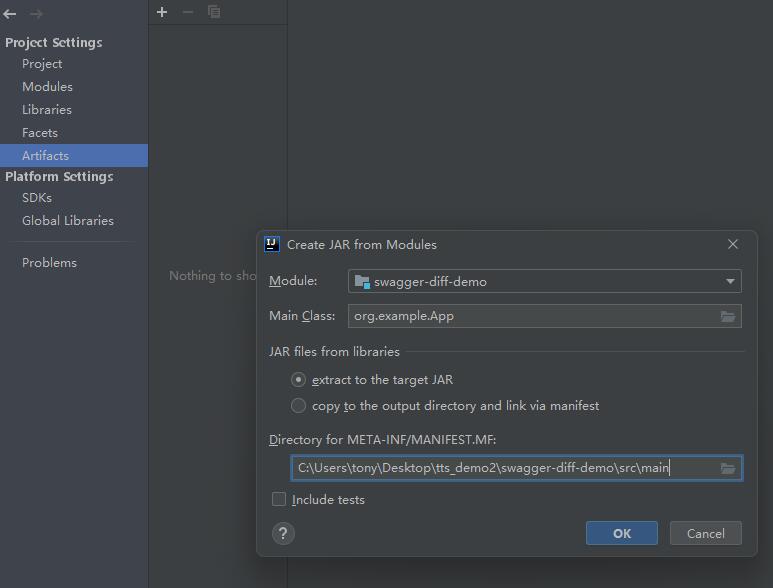 Project Settings
Project
Modules
Libraries
Facets
Artifacts
Platform Settings
SDKs
Global Libraries
Problems
Nothing to sho
IJ
Create JAR from Modules
Module:
swagger-diff-demo
Main Class:
org.example.App
JAR files from libraries
extract to the target JAR
copy to the output directory and link via manifest
Directory for META-INF/MANIFEST.MF:
C:\Users\tony\Desktop\tts_demo2\swagger-diff-demo\src\main
Include tests
?
OK
Cancel